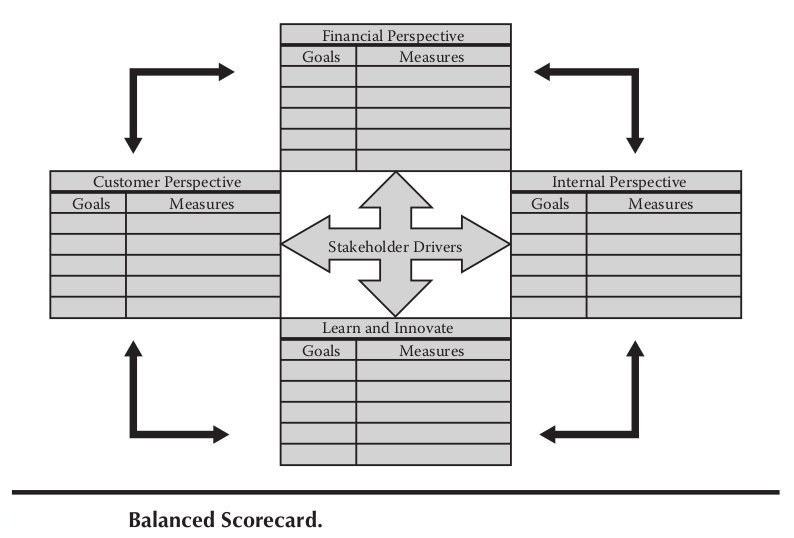 Financial Perspective
Goals Measures
Customer Perspective
Goals Measures
Stakeholder Drivers
Internal Perspective
Goals Measures
Learn and Innovate
Goals Measures
Balanced Scorecard.